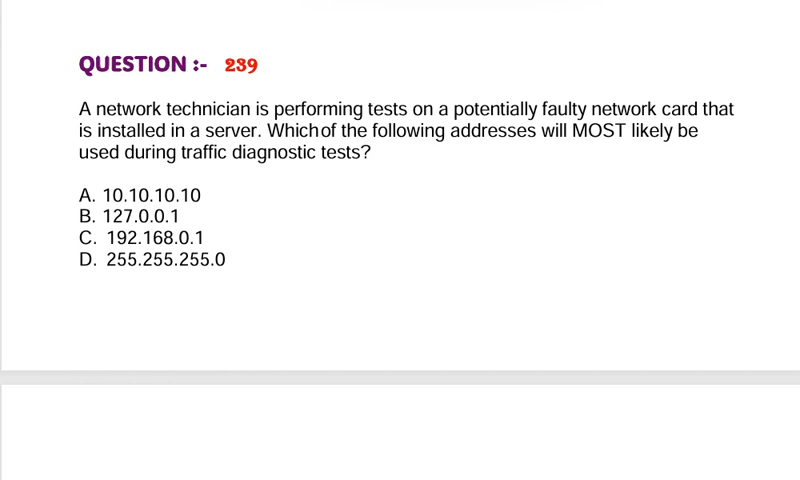 QUESTION :- 239
A network technician is performing tests on a potentially faulty network card that
is installed in a server. Which of the following addresses will MOST likely be
used during traffic diagnostic tests?
A. 10.10.10.10
B. 127.0.0.1
C. 192.168.0.1
D. 255.255.255.0